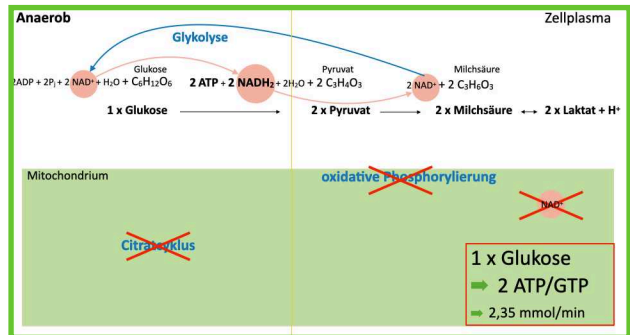 Anaerob
Zellplasma
Glykolyse
Glukose
Pyruvat
Milchsäure
2ADP + 2Pᵢ + 2 NAD⁺ + H₂O + C₆H₁₂O₆
2 ATP + 2 NADH₂ + 2H₂O + 2 C₃H₄O₃
2 NAD⁺ + 2 C₃H₆O₃
1 x Glukose
2 x Pyruvat
2 x Milchsäure ↔ 2 x Laktat + H⁺
Mitochondrium
oxidative Phosphorylierung
NAD⁺
Citratzyklus
1 x Glukose
➡ 2 ATP/GTP
➡ 2,35 mmol/min